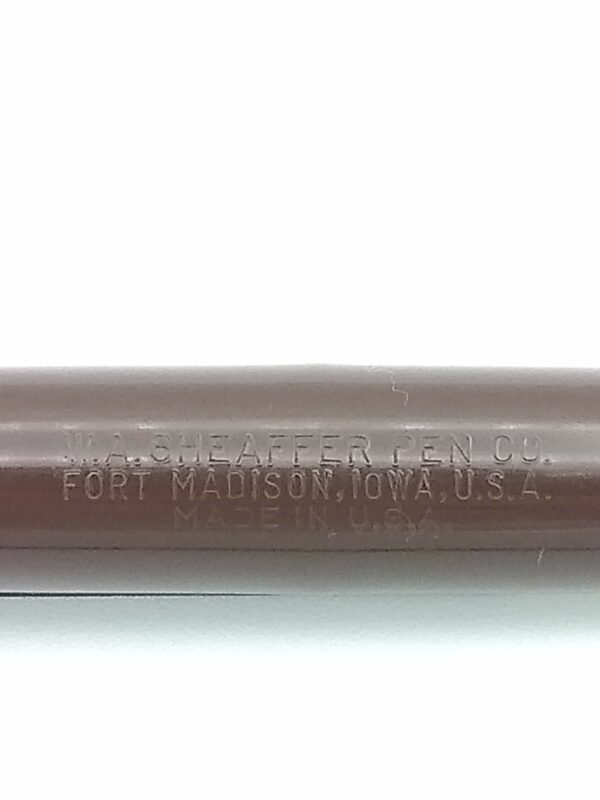 W.A. SHEAFFER PEN CO.
FORT MADISON, IOWA, U.S.A.
MADE IN U.S.A.